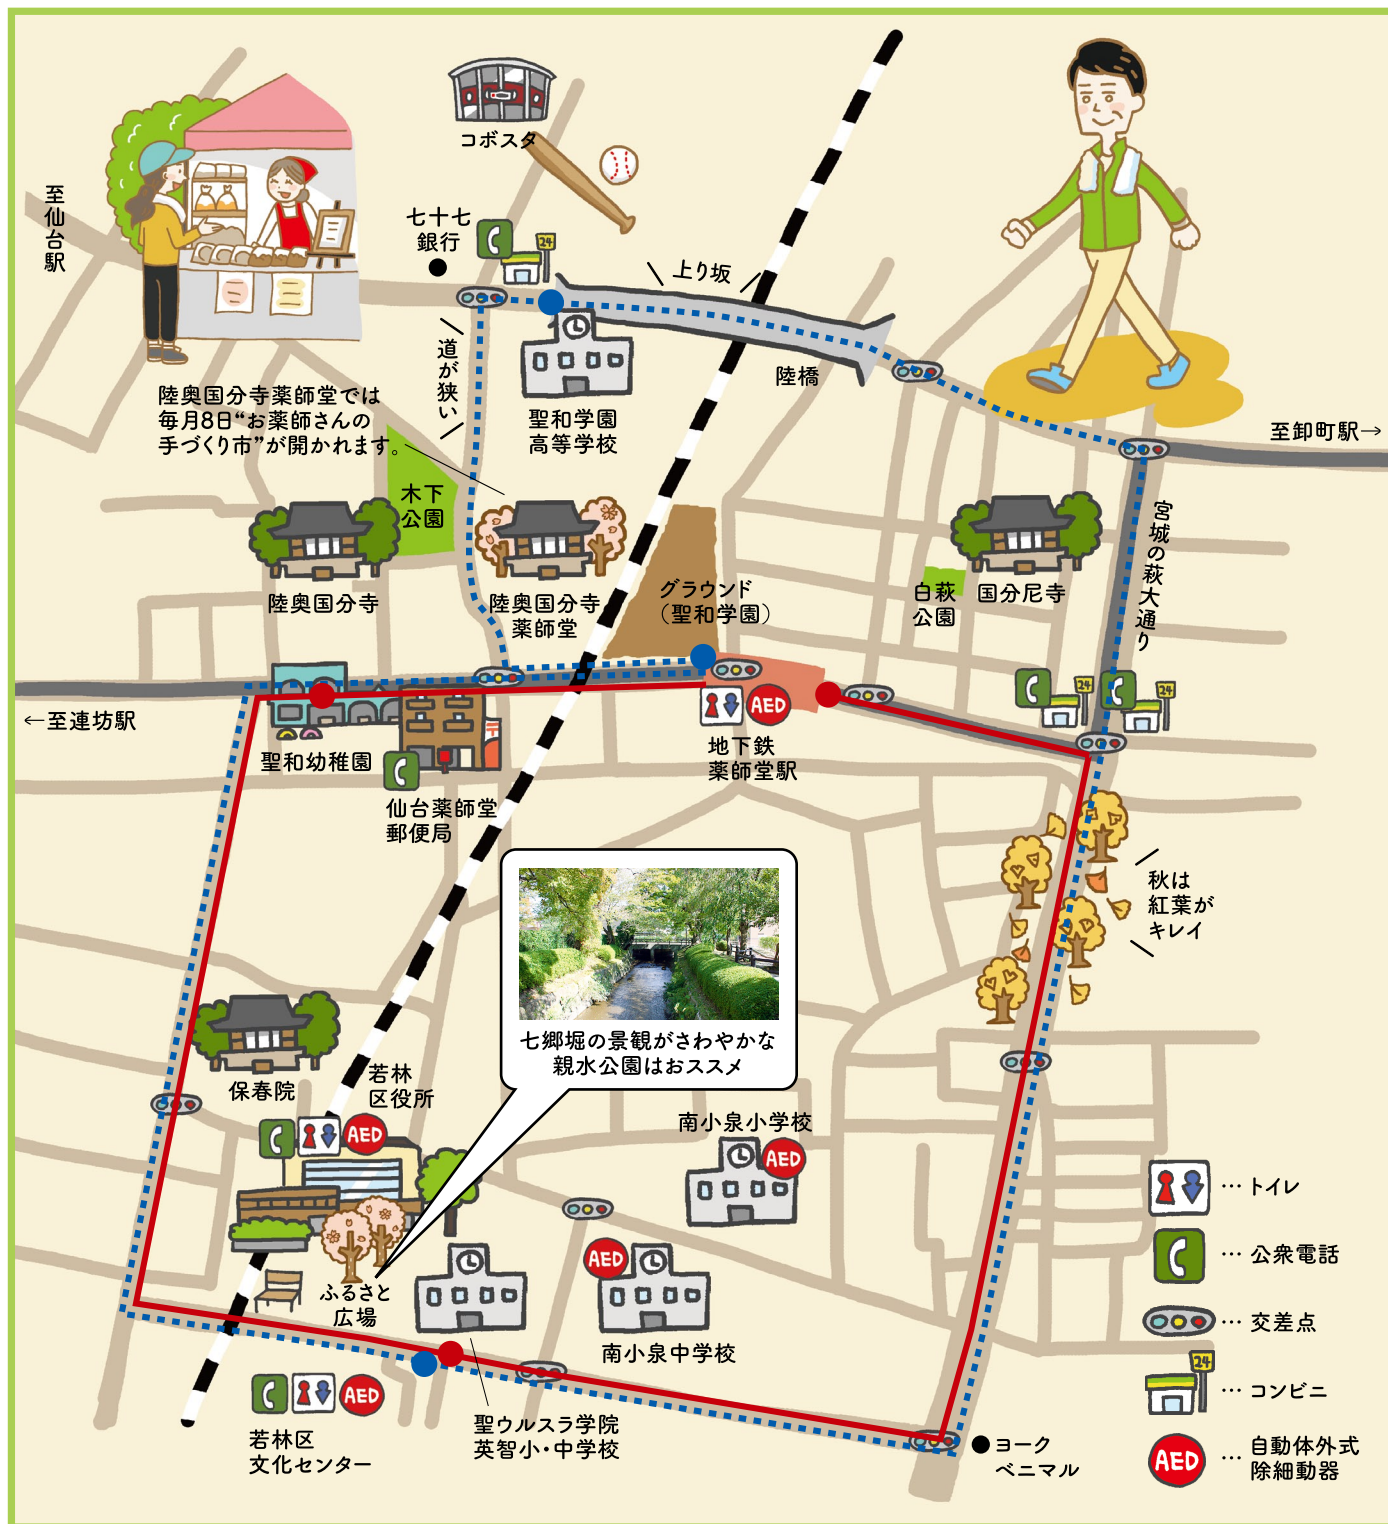 コボスタ
至仙台駅
七十七
銀行
24
上り坂
道が狭い
陸橋
聖和学園
高等学校
陸奥国分寺薬師堂では
毎月8日“お薬師さんの
手づくり市”が開かれます。
至卸町駅→
木下
公園
宮城の萩大通り
陸奥国分寺
陸奥国分寺
薬師堂
グラウンド
（聖和学園）
白萩
公園
国分尼寺
24
24
←至連坊駅
AED
聖和幼稚園
地下鉄
薬師堂駅
仙台薬師堂
郵便局
秋は
紅葉が
キレイ
七郷堀の景観がさわやかな
親水公園はおススメ
保春院
若林
区役所
AED
南小泉小学校
AED
AED
ふるさと
広場
南小泉中学校
AED
若林区
文化センター
聖ウルスラ学院
英智小・中学校
ヨーク
ベニマル
…トイレ
…公衆電話
…交差点
24
…コンビニ
AED
…自動体外式
除細動器